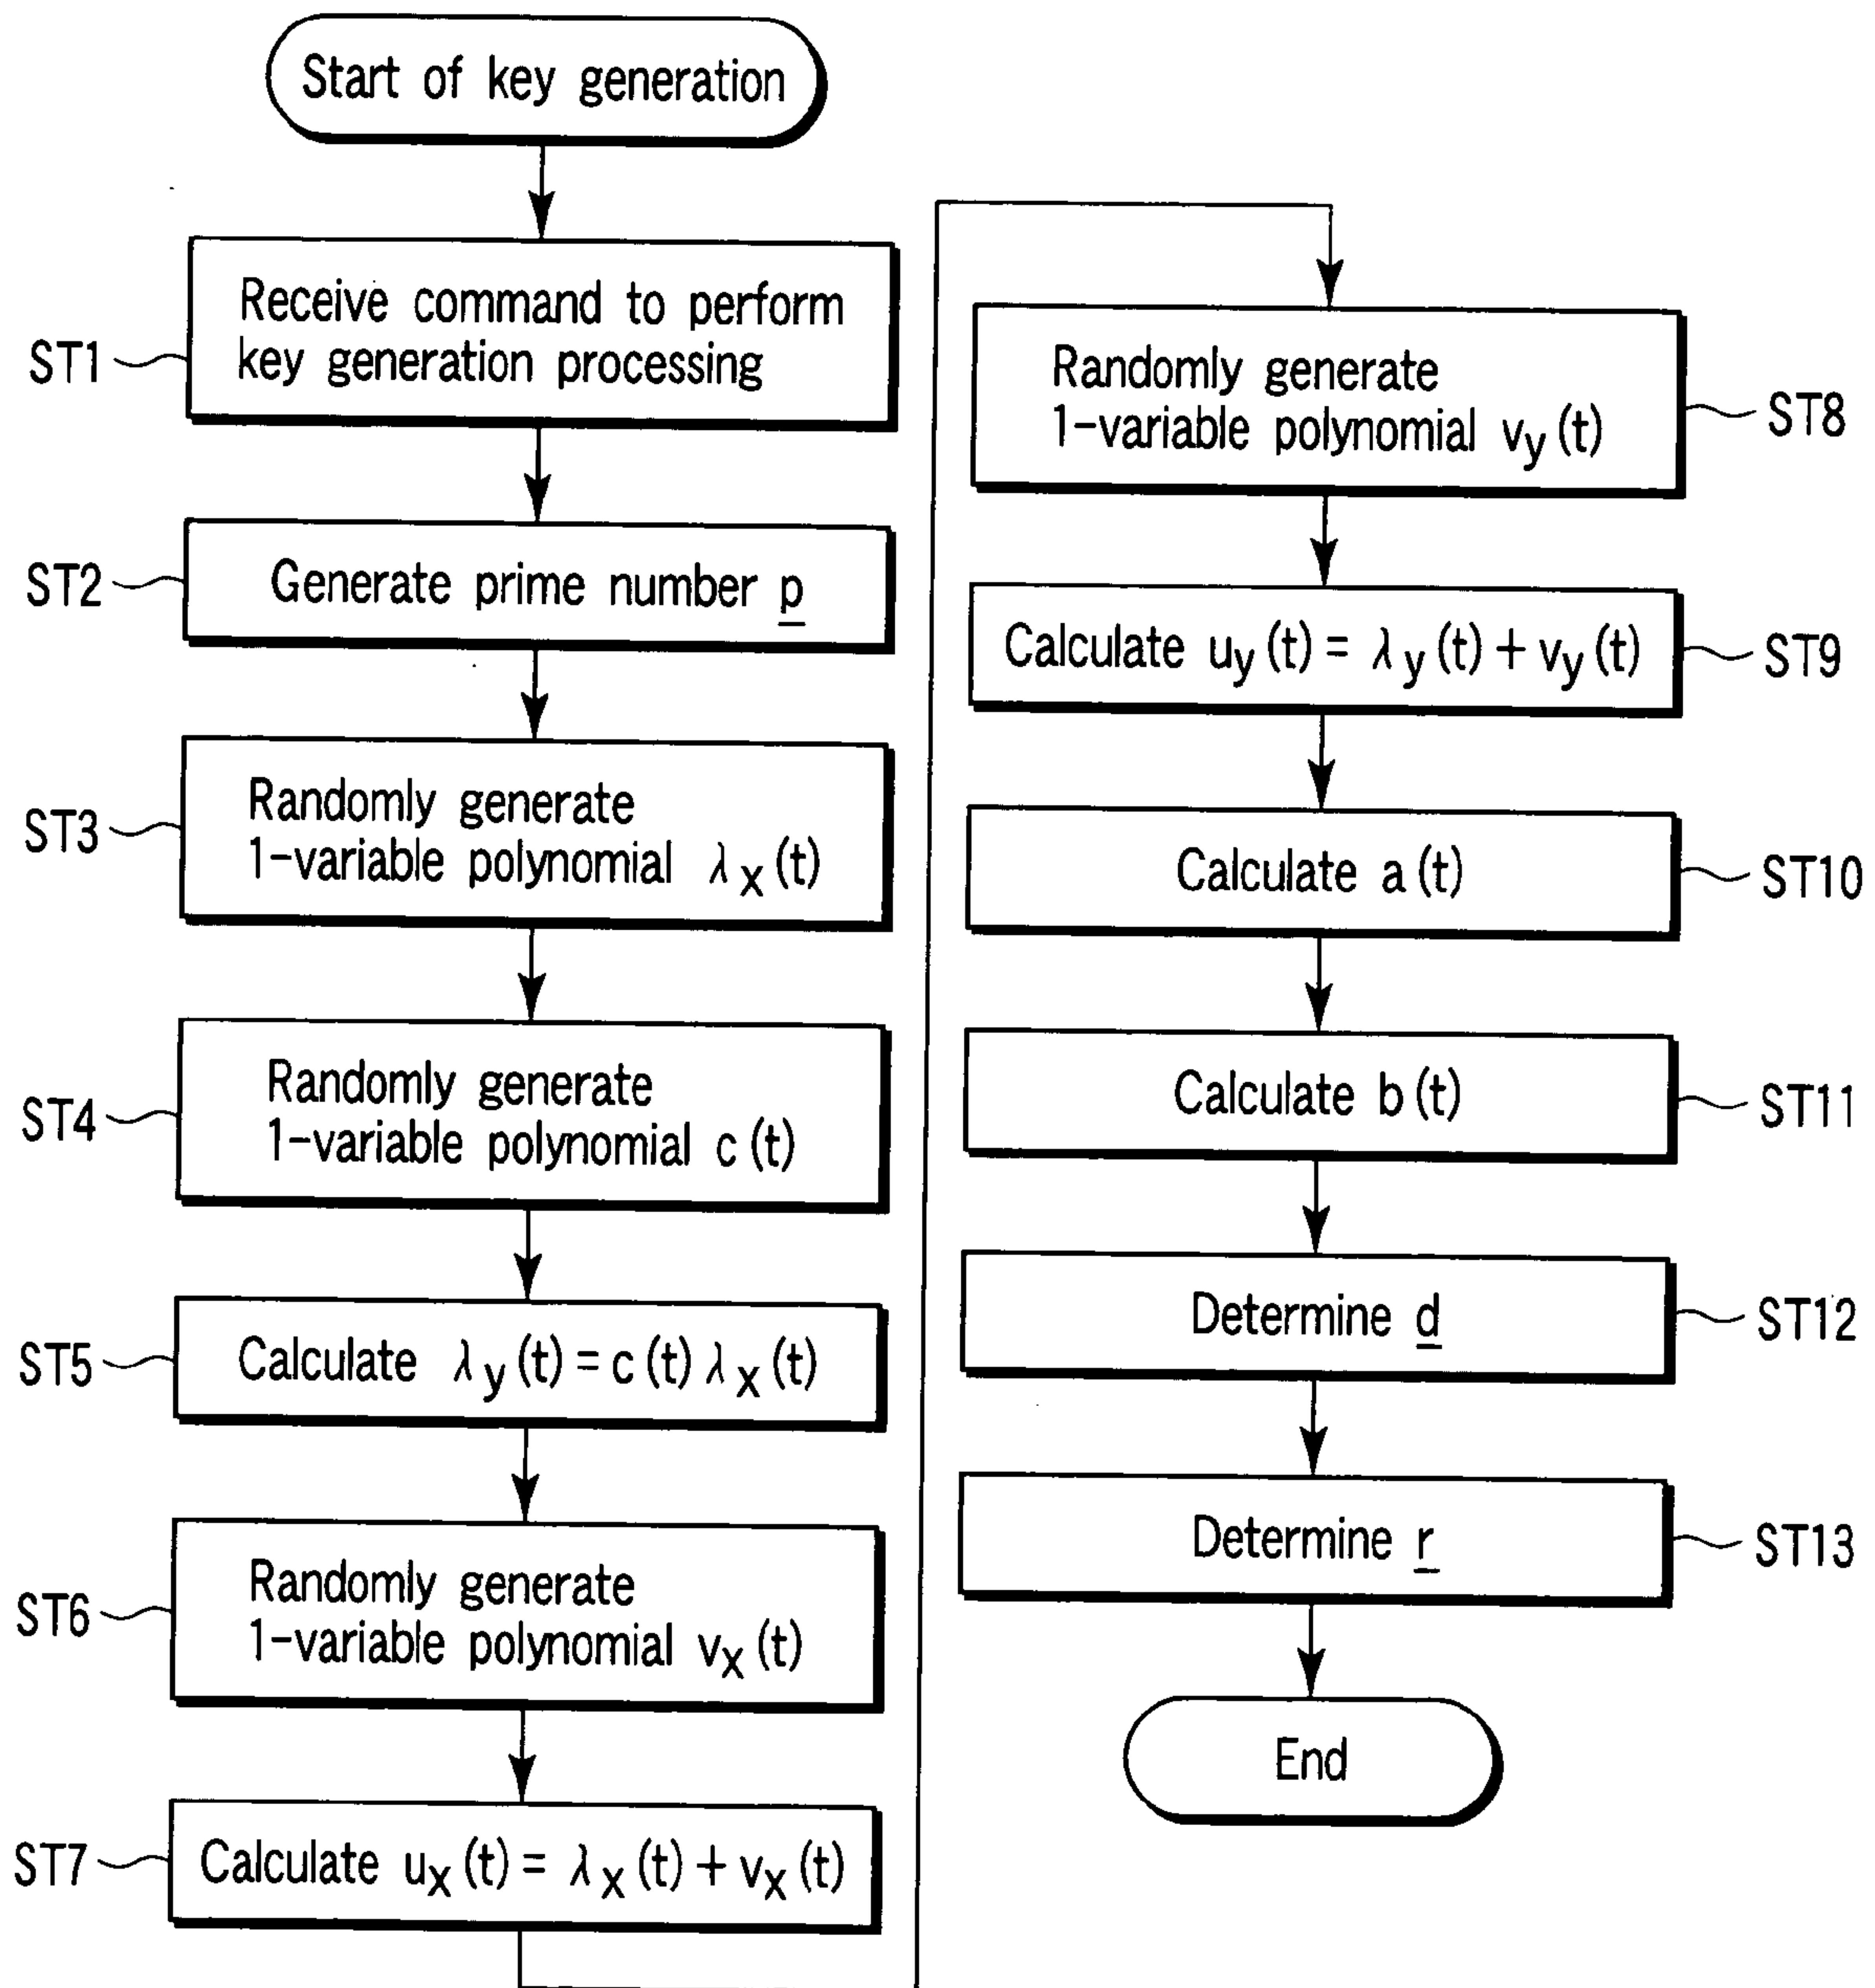 Start of key generation
ST1
Receive command to perform
key generation processing
ST2
Generate prime number p
ST3
Randomly generate
1-variable polynomial λx(t)
ST4
Randomly generate
1-variable polynomial c(t)
ST5
Calculate λy(t) = c(t) λx(t)
ST6
Randomly generate
1-variable polynomial vx(t)
ST7
Calculate ux(t) = λx(t) + vx(t)
Randomly generate
1-variable polynomial vy(t)
ST8
Calculate uy(t) = λy(t) + vy(t)
ST9
Calculate a(t)
ST10
Calculate b(t)
ST11
Determine d
ST12
Determine r
ST13
End